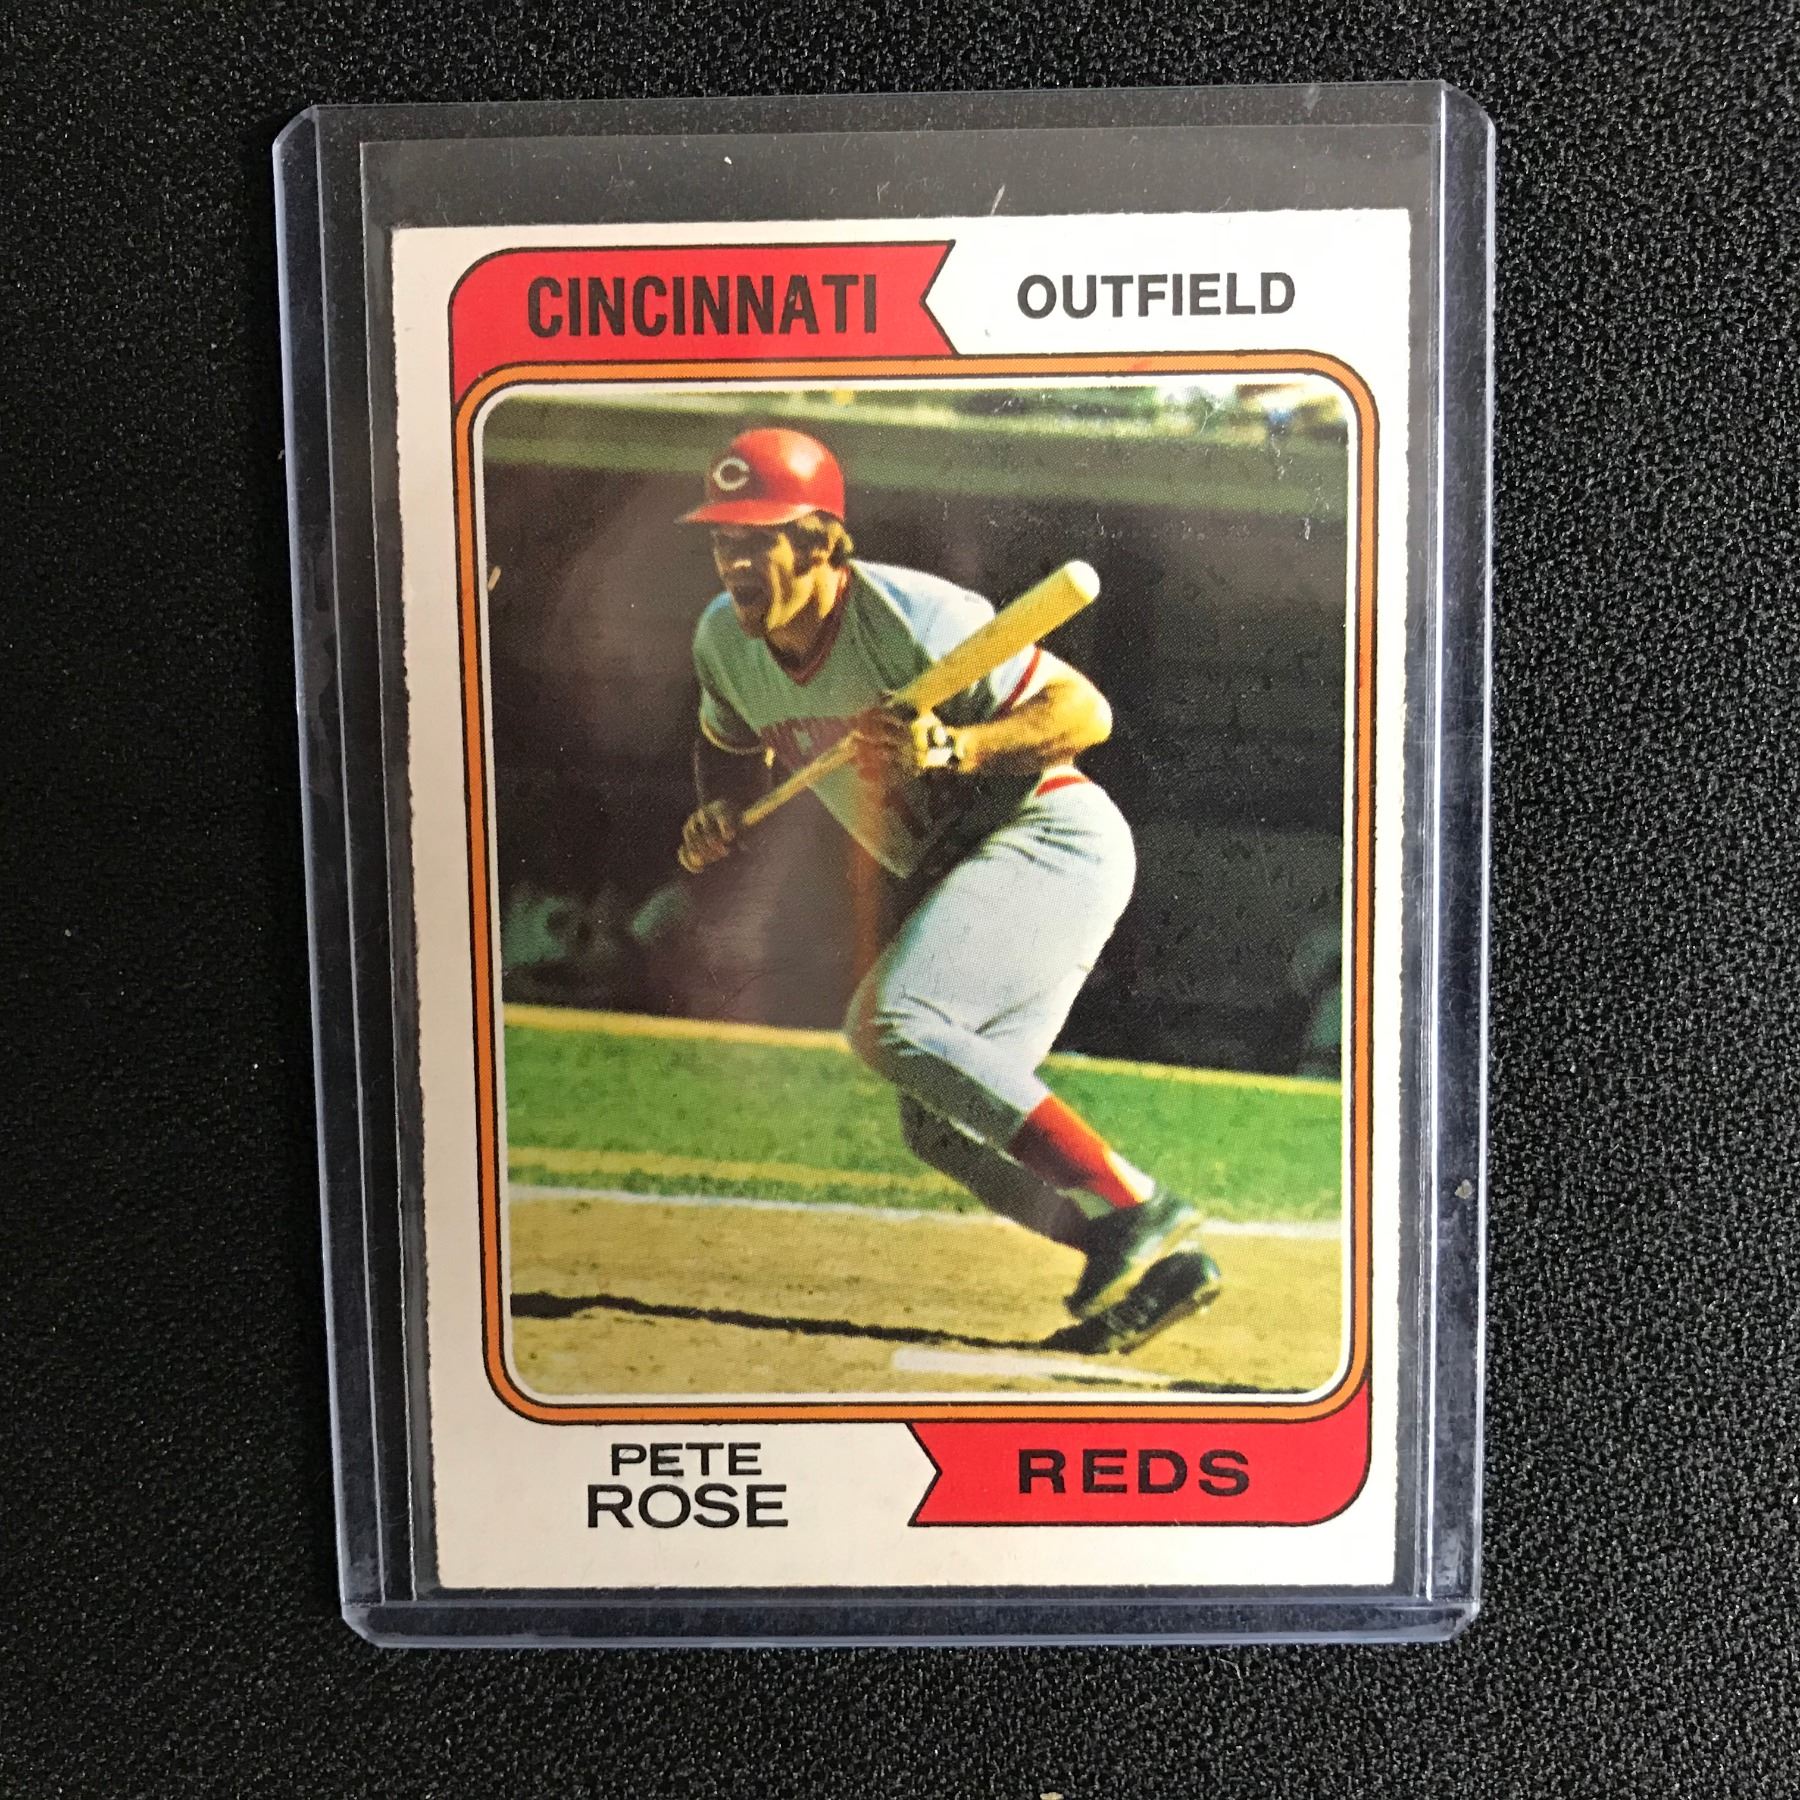 CINCINNATI OUTFIELD
C
PETE
ROSE
REDS